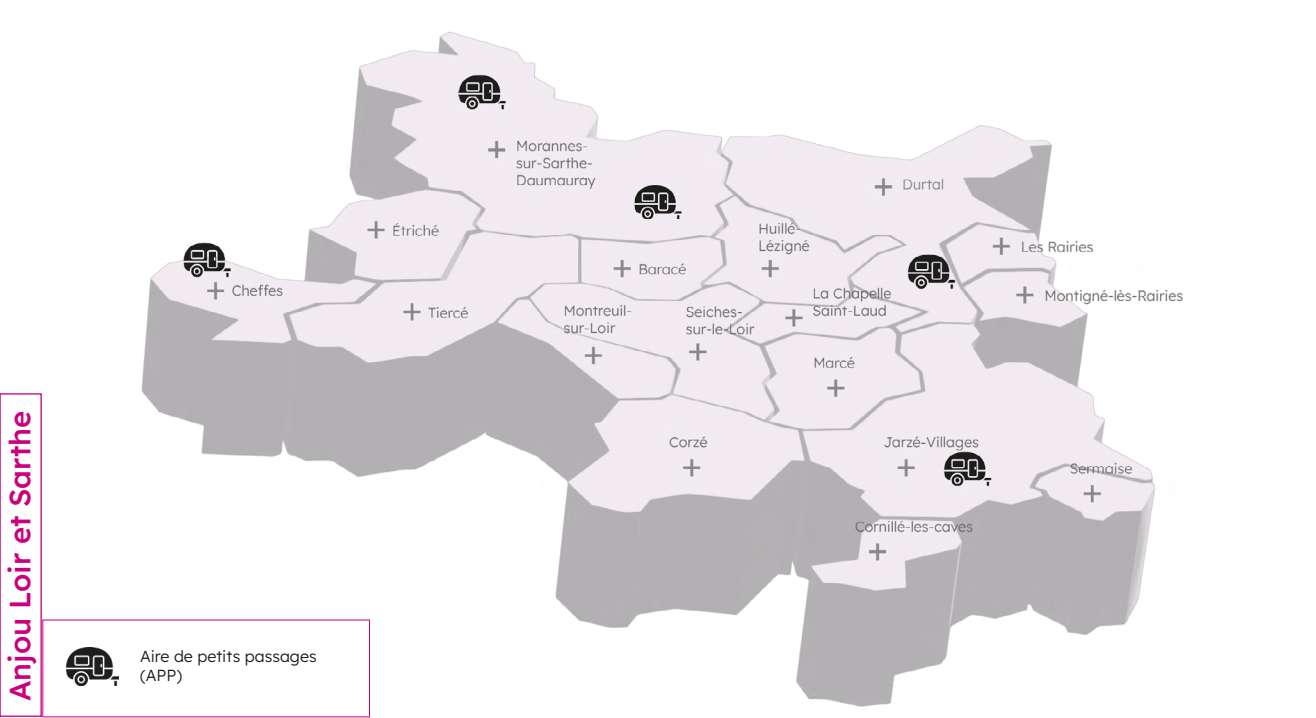 Morannes-
sur-Sarthe-
Daumauray
Durtal
Étriché
Huillé-
Lézigné
Les Rairies
Baracé
Cheffes
La Chapelle
Saint-Laud
Montigné-lès-Rairies
Tiercé
Montreuil-
sur-Loir
Seiches-
sur-le-Loir
Marcé
Corzé
Jarzé-Villages
Sermaise
Cornillé-les-caves
Anjou Loir et Sarthe
Aire de petits passages
(APP)